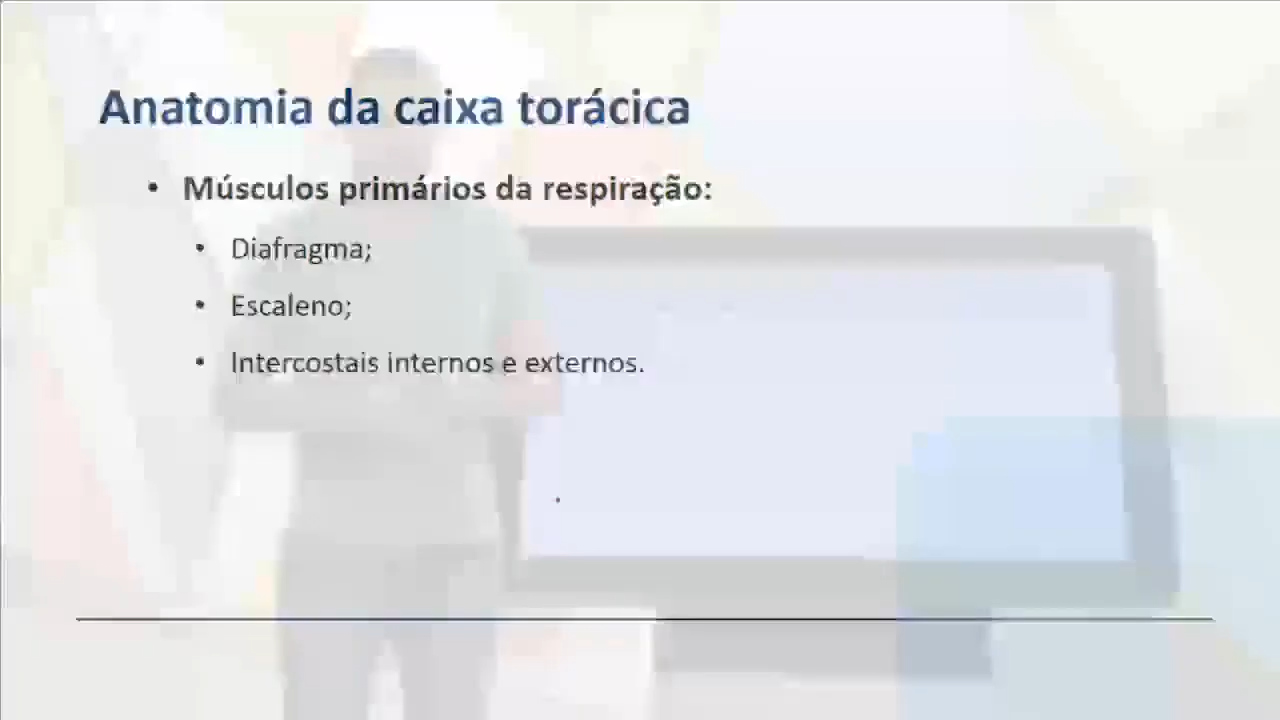 Anatomia da caixa torácica
• Músculos primários da respiração:
• Diafragma;
• Escaleno;
• Intercostais internos e externos.